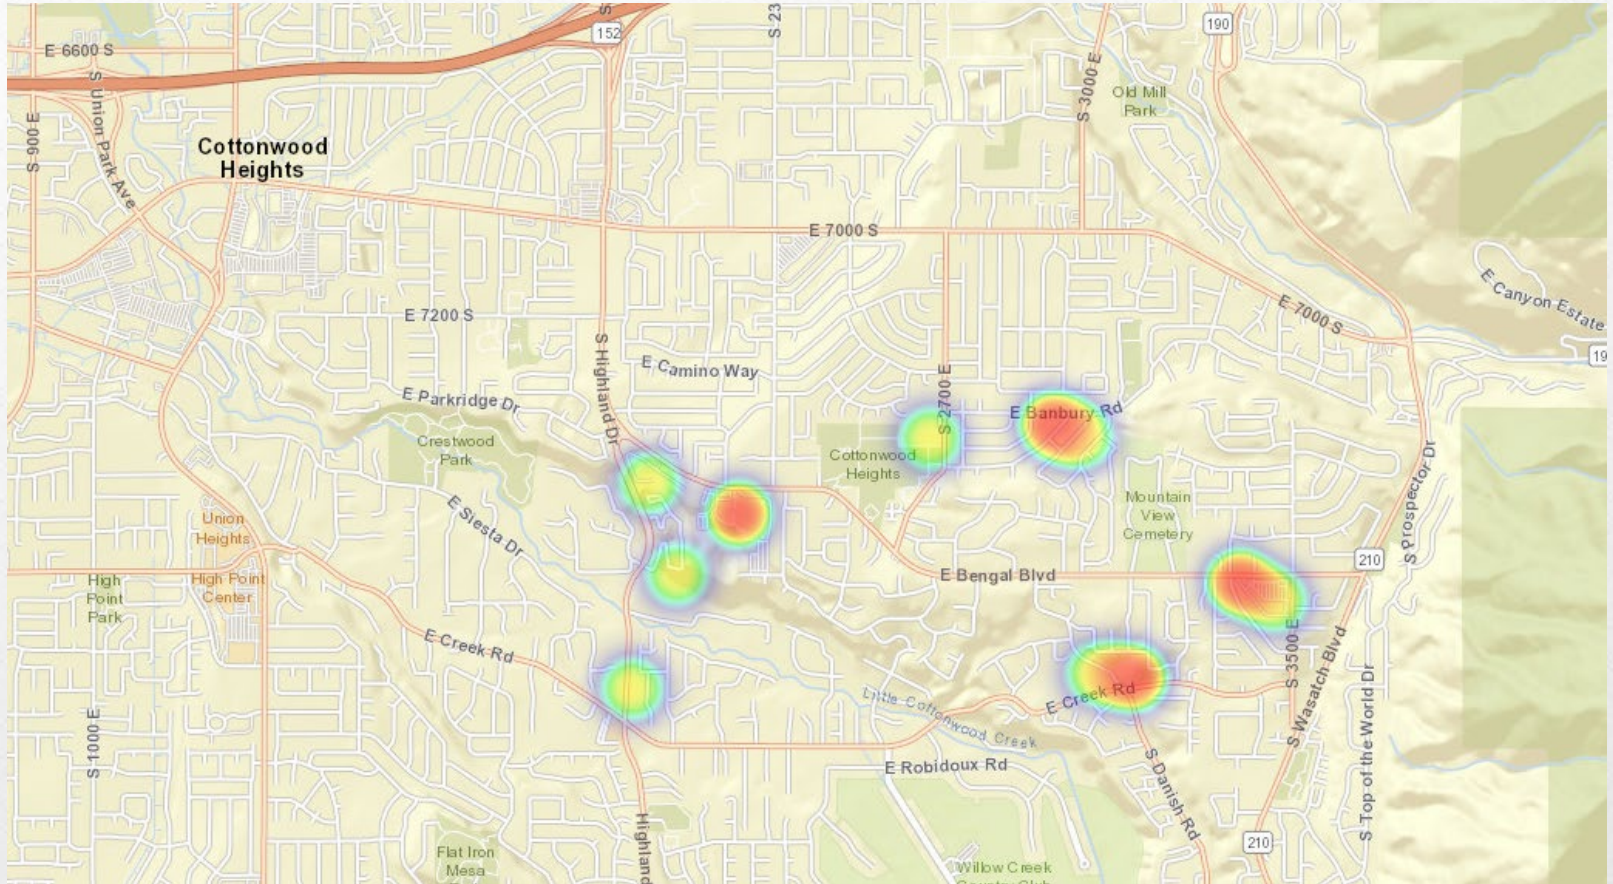 S
152
S 23
190
E 6600 S
S Union Park Ave
S 3000 E
Old Mill
Park
S 900 E
Cottonwood
Heights
E 7000 S
E Canyon Estate
E 7200 S
E 7000 S
19
S Highland Dr
E Camino Way
S 2700 E
E Parkridge Dr
E Banbury Rd
Crestwood
Park
Cottonwood
Heights
S Prospector Dr
Mountain
View
Cemetery
E Siesta Dr
Union
Heights
210
High
Point
Park
High Point
Center
E Bengal Blvd
E Creek Rd
S 3500 E
S Wasatch Blvd
E Creek Rd
Little Cottonwood Creek
S Top of the World Dr
S 1000 E
E Robidoux Rd
S Danish Rd
Highland
210
Flat Iron
Mesa
Willow Creek
Country Club